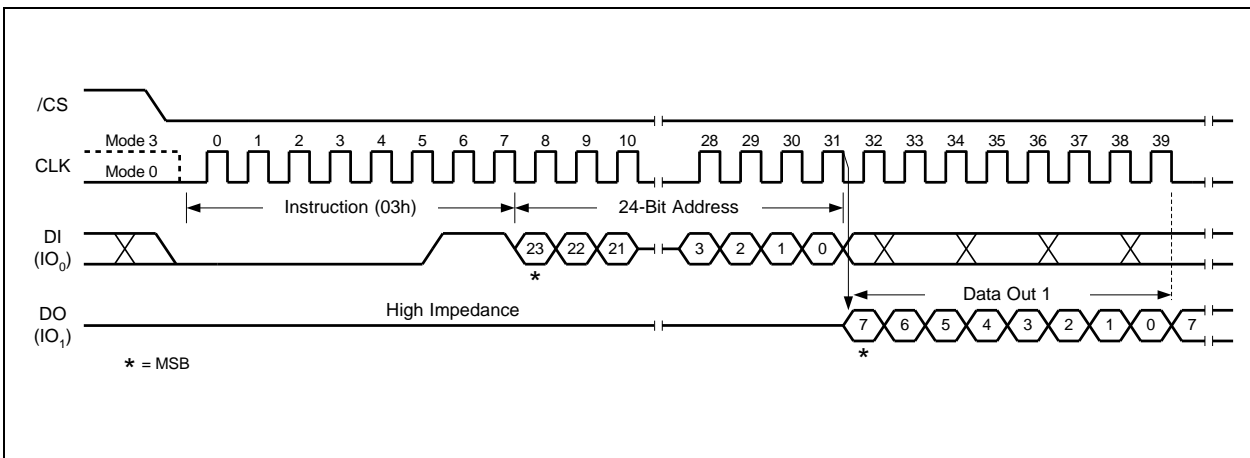 /CS
Mode 3
0 1 2 3 4 5 6 7 8 9 10 28 29 30 31 32 33 34 35 36 37 38 39
CLK
Mode 0
Instruction (03h)
24-Bit Address
DI
(IO0)
23 22 21 3 2 1 0
*
Data Out 1
High Impedance
DO
(IO1)
7 6 5 4 3 2 1 0 7
*
* = MSB